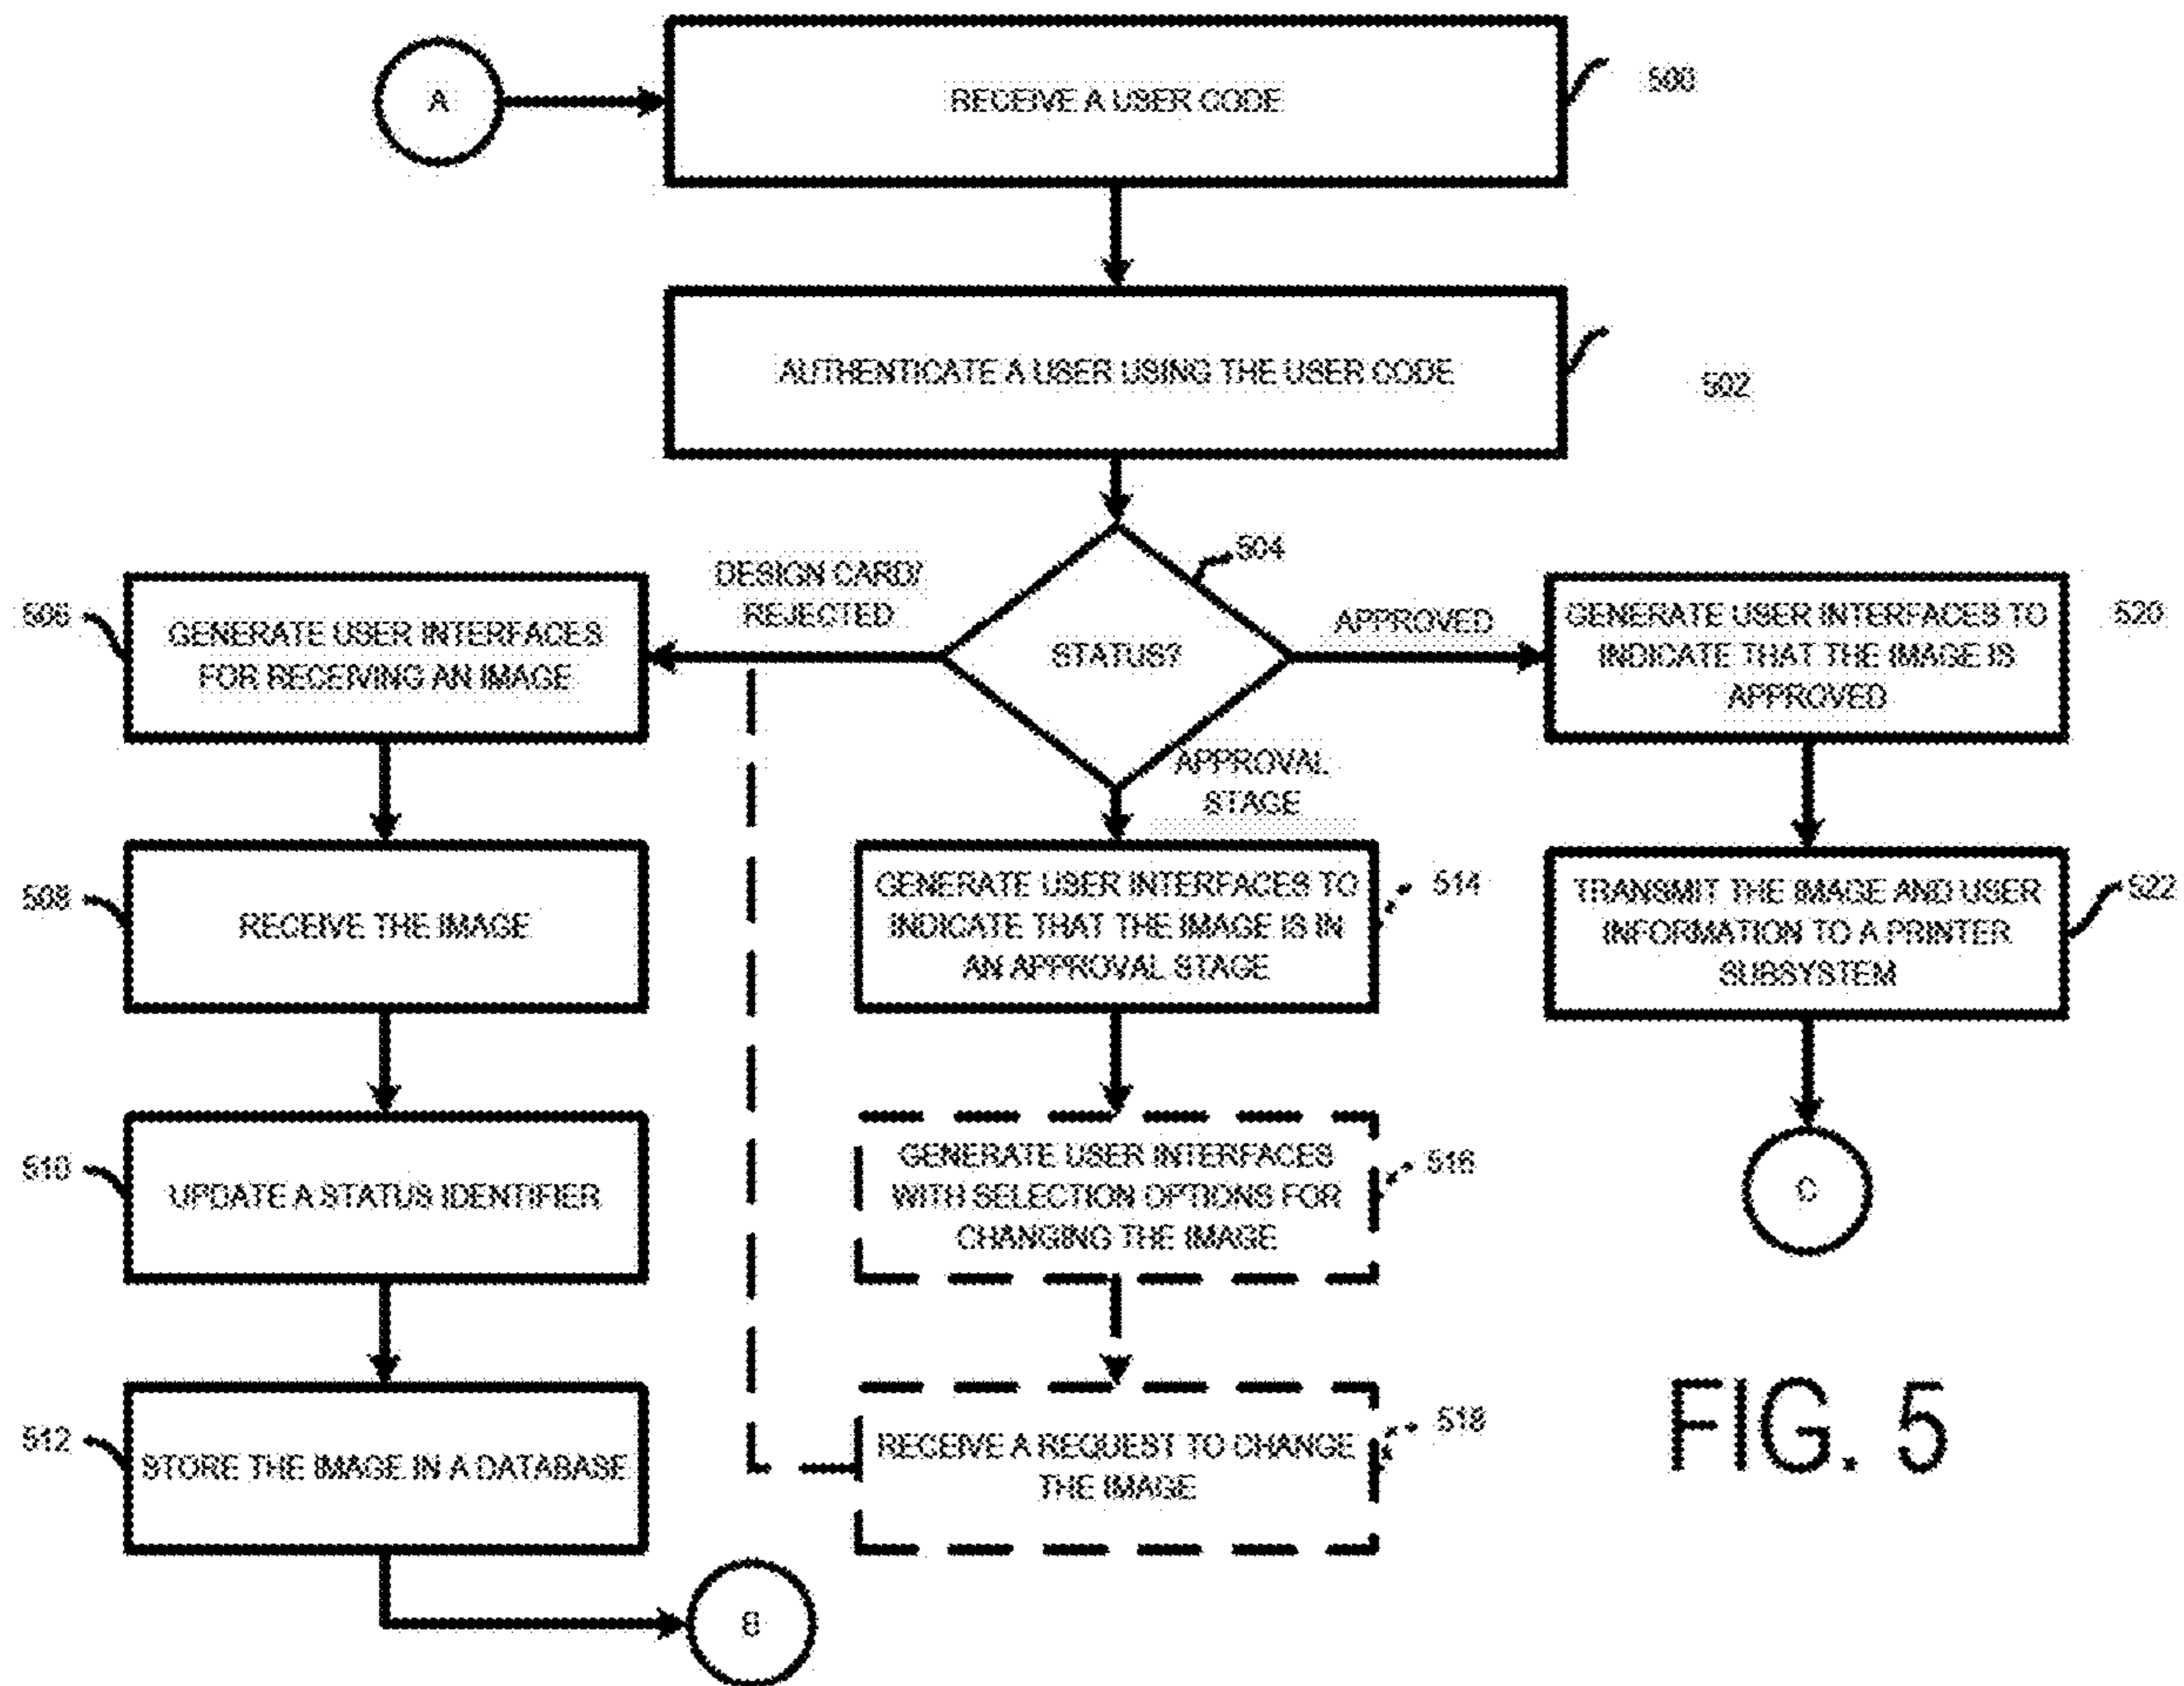 A
RECEIVE A USER CODE
500
AUTHENTICATE A USER USING THE USER CODE
502
504
STATUS?
DESIGN CARD/
REJECTED
APPROVED
APPROVAL
STAGE
506
GENERATE USER INTERFACES
FOR RECEIVING AN IMAGE
508
RECEIVE THE IMAGE
510
UPDATE A STATUS IDENTIFIER
512
STORE THE IMAGE IN A DATABASE
B
GENERATE USER INTERFACES TO
INDICATE THAT THE IMAGE IS IN
AN APPROVAL STAGE
514
GENERATE USER INTERFACES
WITH SELECTION OPTIONS FOR
CHANGING THE IMAGE
516
RECEIVE A REQUEST TO CHANGE
THE IMAGE
518
GENERATE USER INTERFACES TO
INDICATE THAT THE IMAGE IS
APPROVED
520
TRANSMIT THE IMAGE AND USER
INFORMATION TO A PRINTER
SUBSYSTEM
522
C
FIG. 5